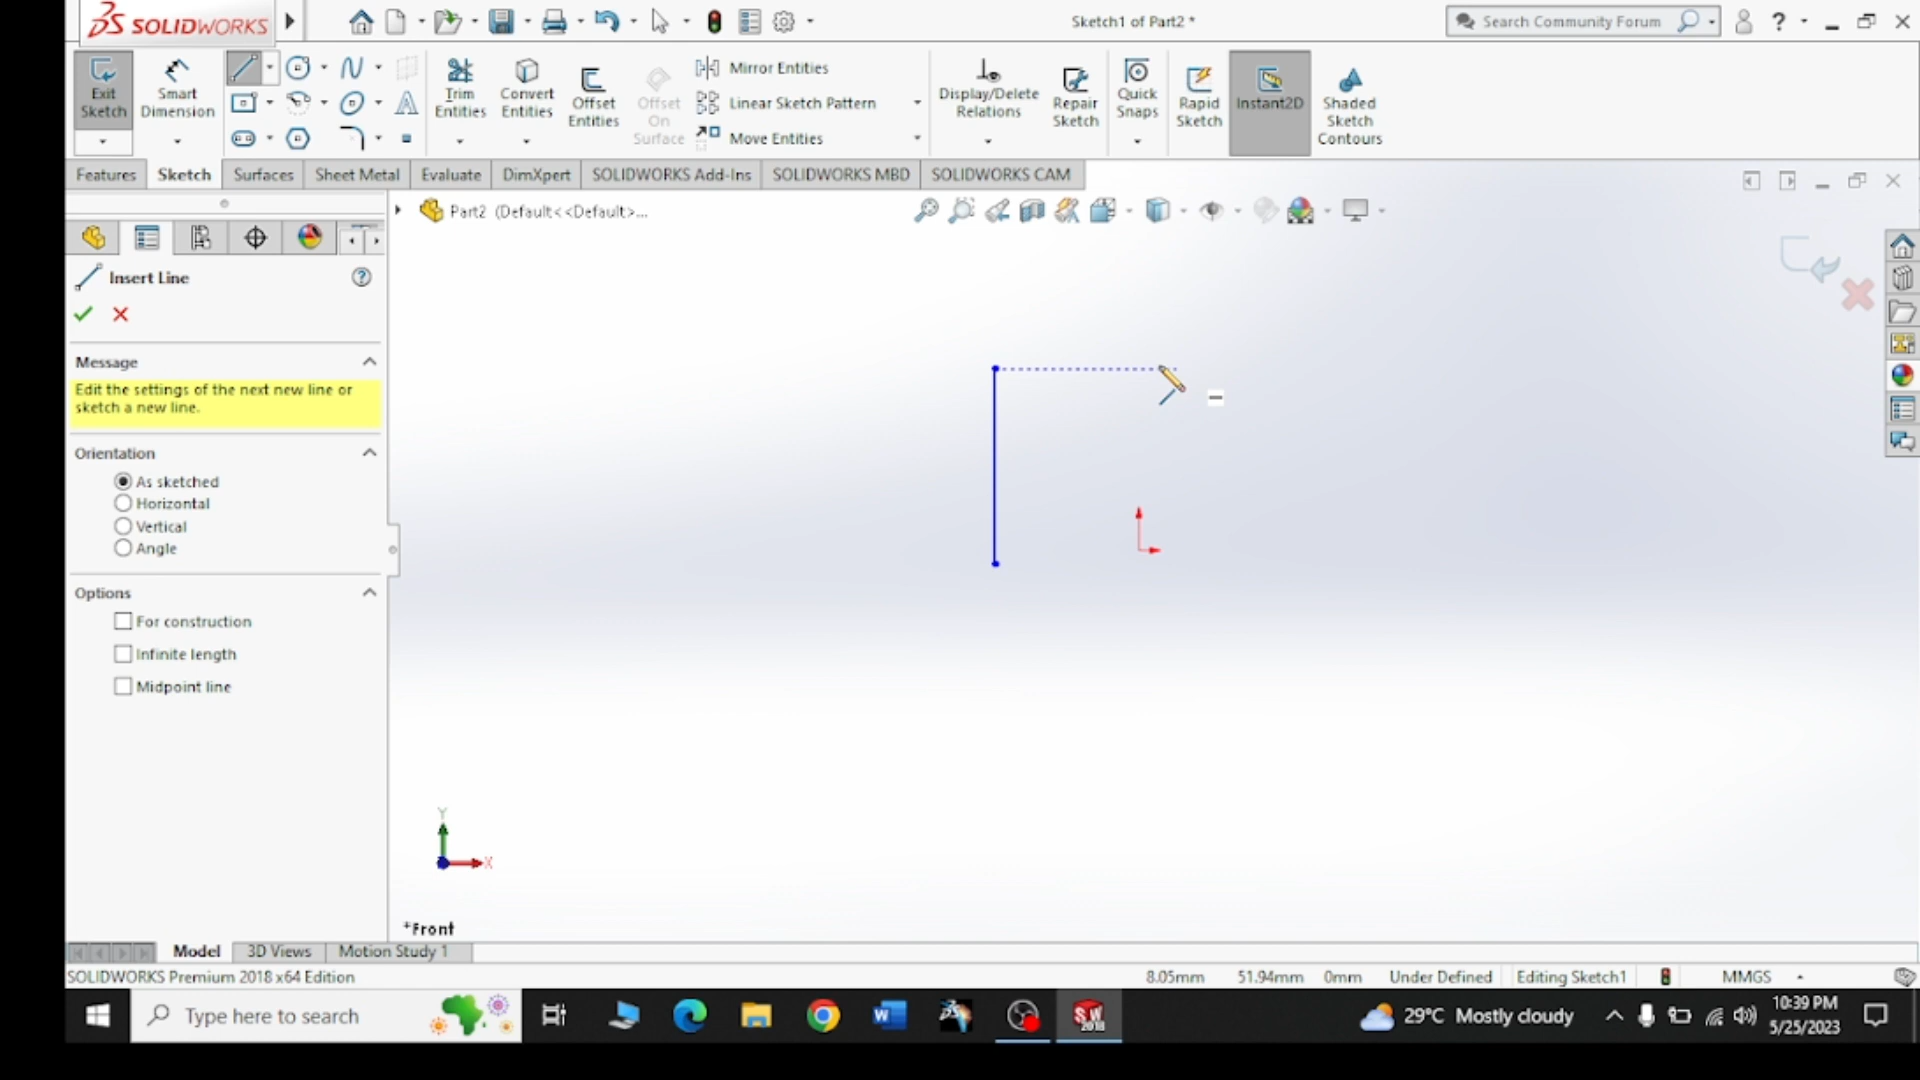 SOLIDWORKS
Sketch1 of Part2 *
Search Community Forum
?
Exit Sketch
Smart Dimension
Trim Entities
Convert Entities
Offset Entities
Offset On Surface
Mirror Entities
Linear Sketch Pattern
Move Entities
Display/Delete Relations
Repair Sketch
Quick Snaps
Rapid Sketch
Instant2D
Shaded Sketch Contours
Features
Sketch
Surfaces
Sheet Metal
Evaluate
DimXpert
SOLIDWORKS Add-Ins
SOLIDWORKS MBD
SOLIDWORKS CAM
Part2 (Default<<Default>...
Insert Line
?
Message
Edit the settings of the next new line or
sketch a new line.
Orientation
As sketched
Horizontal
Vertical
Angle
Options
For construction
Infinite length
Midpoint line
Y
X
*Front
Model
3D Views
Motion Study 1
SOLIDWORKS Premium 2018 x64 Edition
8.05mm
51.94mm
0mm
Under Defined
Editing Sketch1
MMGS
Type here to search
W
SW
2018
29°C Mostly cloudy
10:39 PM
5/25/2023